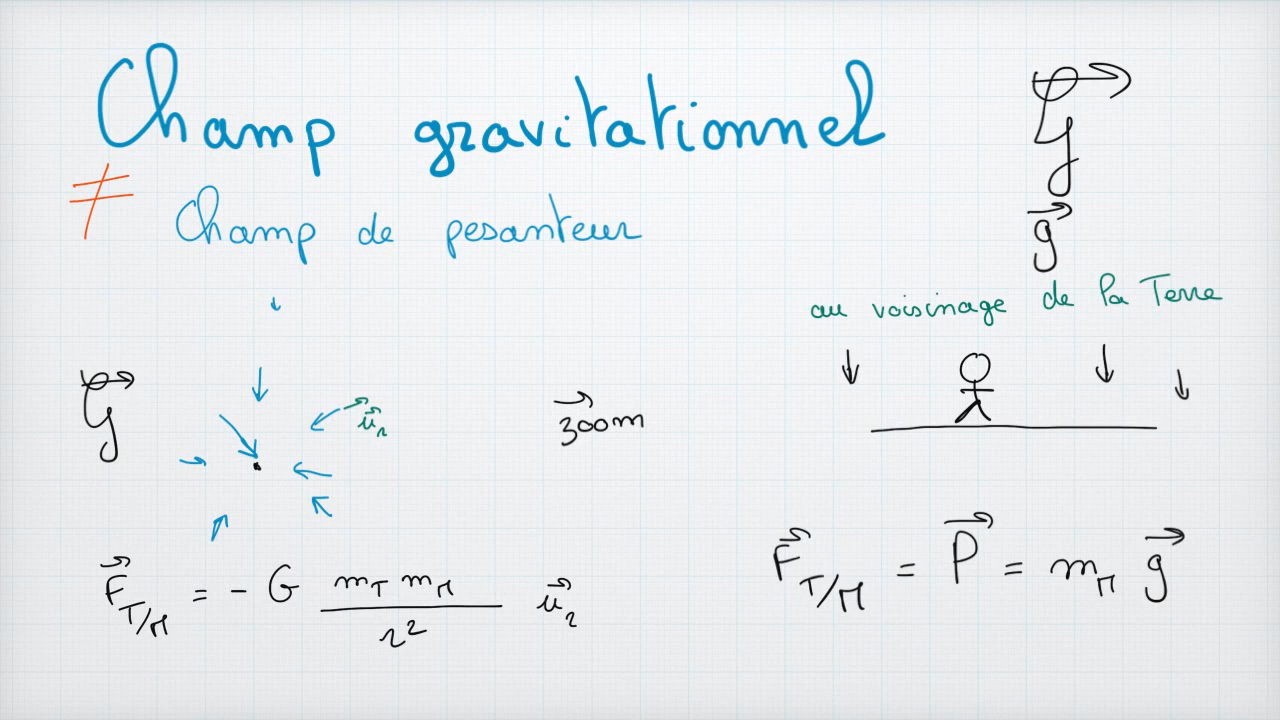 Champ gravitationnel
≠ Champ de pesanteur
𝒢⃗
g⃗
au voisinage de la Terre
𝒢⃗
u⃗r
300m
F⃗T/M = - G mT mM / r² u⃗r
F⃗T/M = P⃗ = mM g⃗